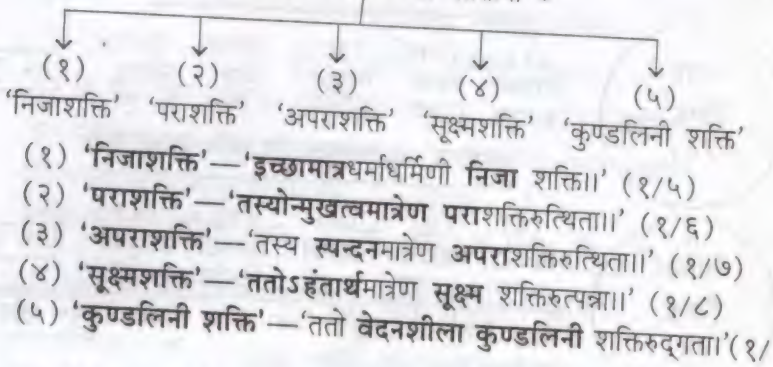 (१) (२) (३) (४) (५)
'निजाशक्ति' 'पराशक्ति' 'अपराशक्ति' 'सूक्ष्मशक्ति' 'कुण्डलिनी शक्ति'
(१) 'निजाशक्ति'—'इच्छामात्रधर्माधर्मिणी निजा शक्ति।।' (१/५)
(२) 'पराशक्ति'—'तस्योन्मुखत्वमात्रेण पराशक्तिरुत्थिता।।' (१/६)
(३) 'अपराशक्ति'—'तस्य स्पन्दनमात्रेण अपराशक्तिरुत्थिता।।' (१/७)
(४) 'सूक्ष्मशक्ति'—'ततोऽहंतार्थमात्रेण सूक्ष्म शक्तिरुत्पन्ना।।' (१/८)
(५) 'कुण्डलिनी शक्ति'—'ततो वेदनशीला कुण्डलिनी शक्तिरुद्गता।'(१/